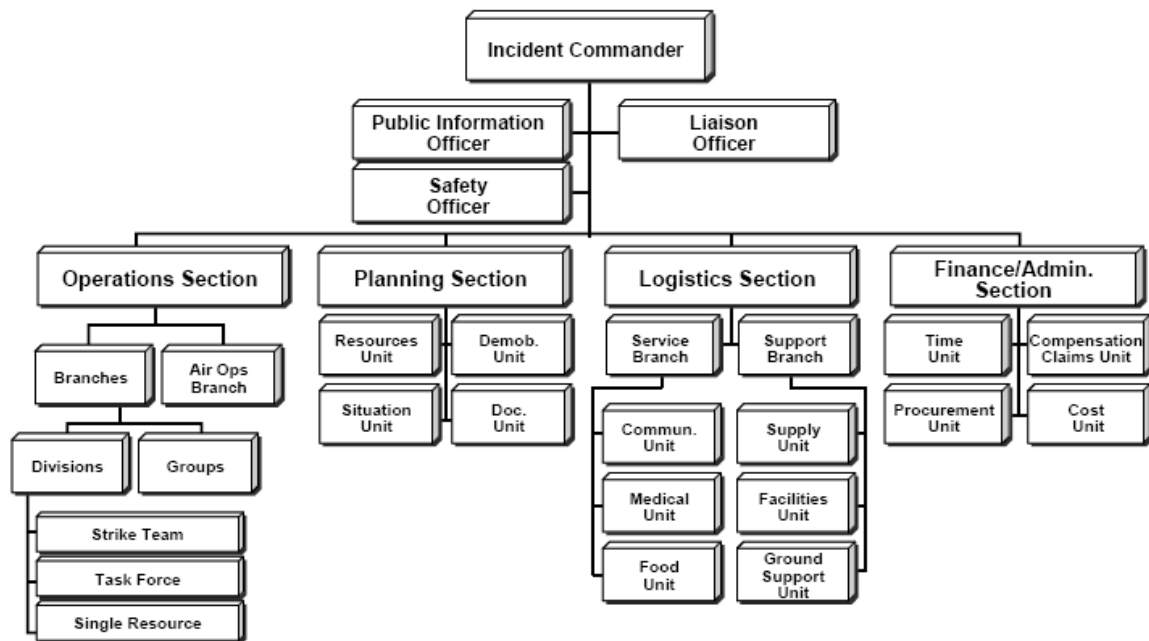 Incident Commander
Public Information
Officer
Liaison
Officer
Safety
Officer
Operations Section
Planning Section
Logistics Section
Finance/Admin.
Section
Branches
Air Ops
Branch
Divisions
Groups
Strike Team
Task Force
Single Resource
Resources
Unit
Demob.
Unit
Situation
Unit
Doc.
Unit
Service
Branch
Support
Branch
Commun.
Unit
Supply
Unit
Medical
Unit
Facilities
Unit
Food
Unit
Ground
Support
Unit
Time
Unit
Compensation
Claims Unit
Procurement
Unit
Cost
Unit